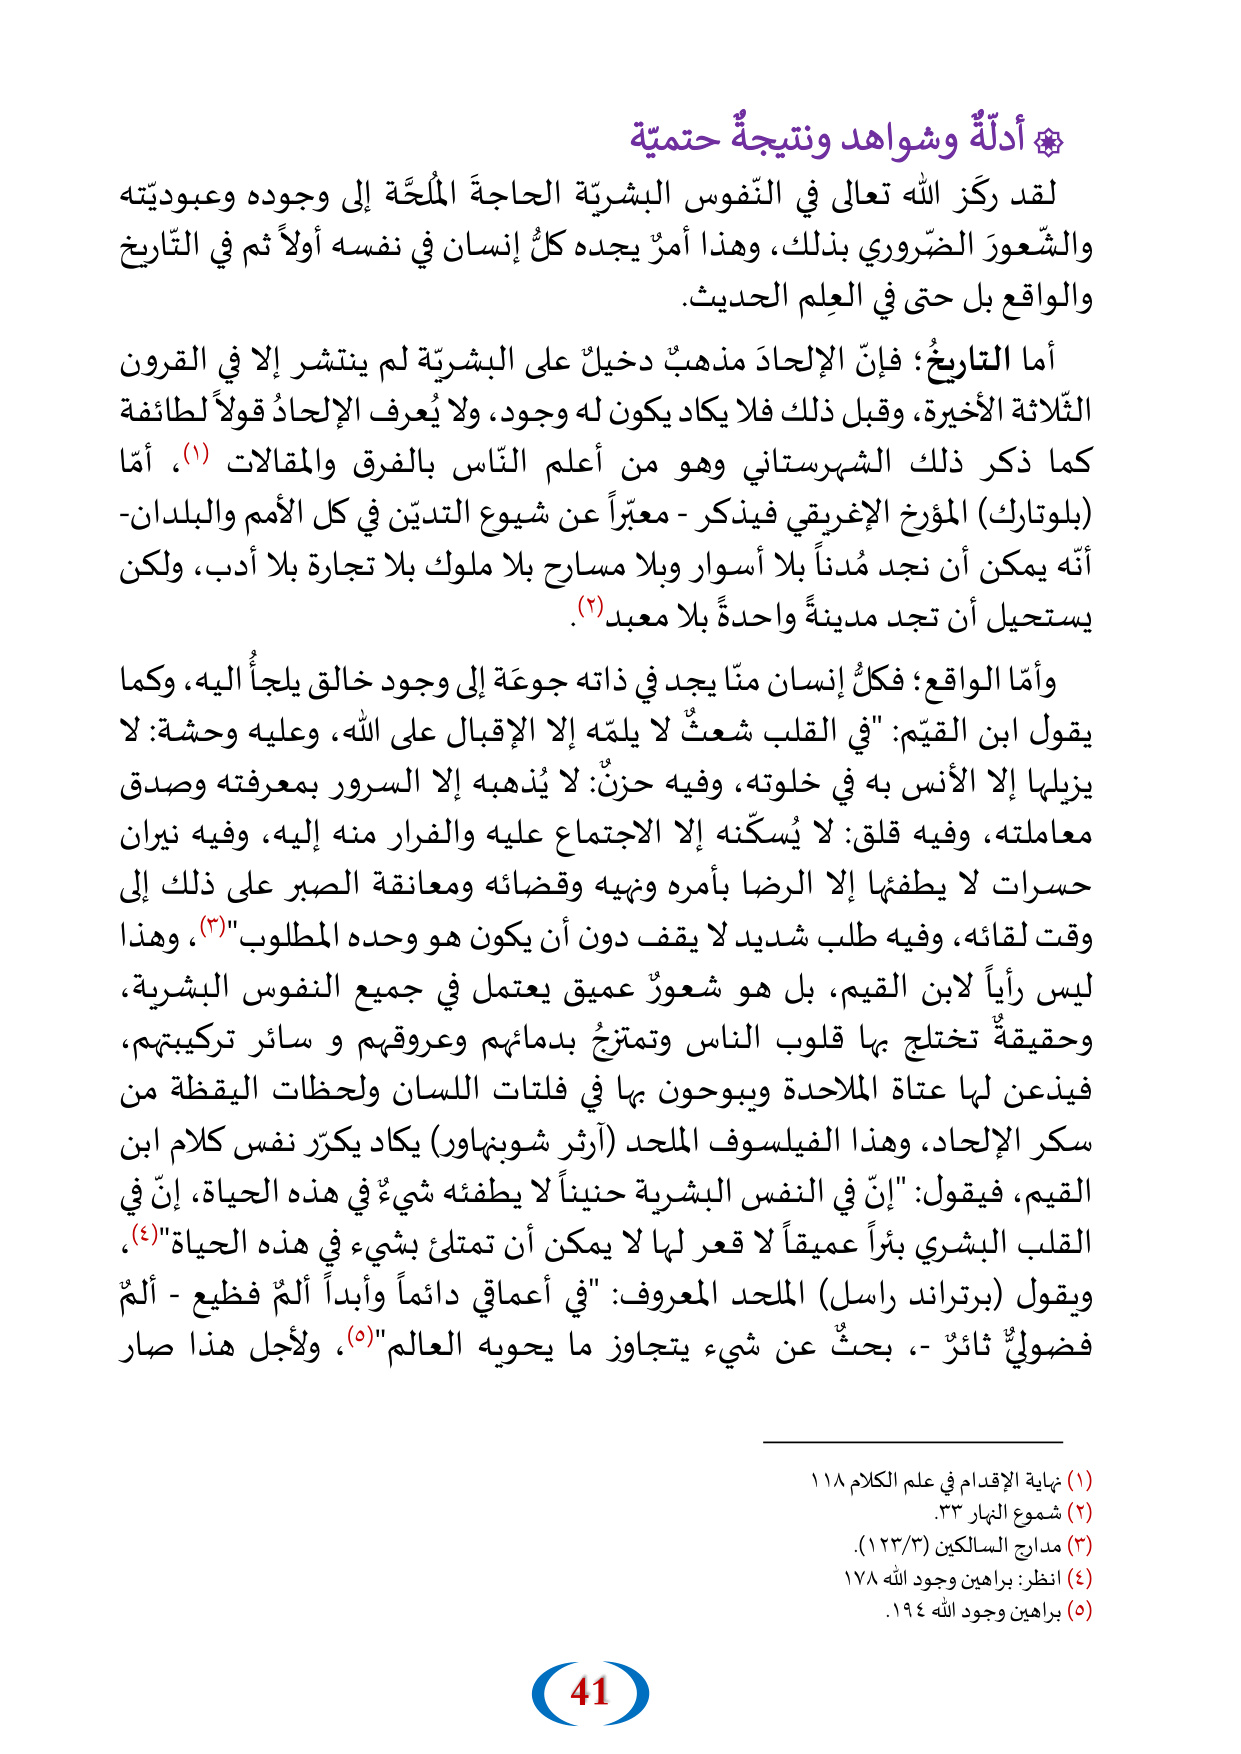 أدلّةٌ وشواهد ونتيجةٌ حتميّة
لقد ركَز الله تعالى في النّفوس البشريّة الحاجةَ المُلحَّة إلى وجوده وعبوديّته
والشّعورَ الضّروري بذلك، وهذا أمرٌ يجده كلُّ إنسان في نفسه أولاً ثم في التّاريخ
والواقع بل حتى في العِلم الحديث.
أما التاريخُ؛ فإنّ الإلحادَ مذهبٌ دخيلٌ على البشريّة لم ينتشر إلا في القرون
الثّلاثة الأخيرة، وقبل ذلك فلا يكاد يكون له وجود، ولا يُعرف الإلحادُ قولاً لطائفة
كما ذكر ذلك الشهرستاني وهو من أعلم النّاس بالفرق والمقالات (١)، أمّا
(بلوتارك) المؤرخ الإغريقي فيذكر - معبّراً عن شيوع التديّن في كل الأمم والبلدان-
أنّه يمكن أن نجد مُدناً بلا أسوار وبلا مسارح بلا ملوك بلا تجارة بلا أدب، ولكن
يستحيل أن تجد مدينةً واحدةً بلا معبد(٢).
وأمّا الواقع؛ فكلُّ إنسان منّا يجد في ذاته جوعَة إلى وجود خالق يلجأُ اليه، وكما
يقول ابن القيّم: "في القلب شعثٌ لا يلمّه إلا الإقبال على الله، وعليه وحشة: لا
يزيلها إلا الأنس به في خلوته، وفيه حزنٌ: لا يُذهبه إلا السرور بمعرفته وصدق
معاملته، وفيه قلق: لا يُسكّنه إلا الاجتماع عليه والفرار منه إليه، وفيه نيران
حسرات لا يطفئها إلا الرضا بأمره ونهيه وقضائه ومعانقة الصبر على ذلك إلى
وقت لقائه، وفيه طلب شديد لا يقف دون أن يكون هو وحده المطلوب"(٣)، وهذا
ليس رأياً لابن القيم، بل هو شعورٌ عميق يعتمل في جميع النفوس البشرية،
وحقيقةٌ تختلج بها قلوب الناس وتمتزجُ بدمائهم وعروقهم و سائر تركيبتهم،
فيذعن لها عتاة الملاحدة ويبوحون بها في فلتات اللسان ولحظات اليقظة من
سكر الإلحاد، وهذا الفيلسوف الملحد (آرثر شوبنهاور) يكاد يكرّر نفس كلام ابن
القيم، فيقول: "إنّ في النفس البشرية حنيناً لا يطفئه شيءٌ في هذه الحياة، إنّ في
القلب البشري بئراً عميقاً لا قعر لها لا يمكن أن تمتلئ بشيء في هذه الحياة"(٤)،
ويقول (برتراند راسل) الملحد المعروف: "في أعماقي دائماً وأبداً ألمٌ فظيع - ألمٌ
فضوليٌّ ثائرٌ -، بحثٌ عن شيء يتجاوز ما يحويه العالم"(٥)، ولأجل هذا صار
(١) نهاية الإقدام في علم الكلام ١١٨
(٢) شموع النهار ٣٣.
(٣) مدارج السالكين (١٢٣/٣).
(٤) انظر: براهين وجود الله ١٧٨
(٥) براهين وجود الله ١٩٤.
41